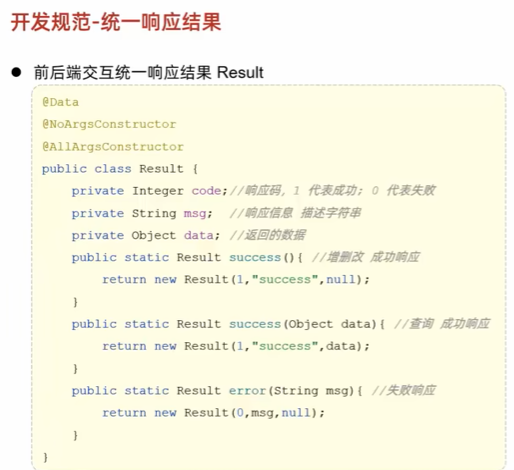 开发规范-统一响应结果
● 前后端交互统一响应结果 Result
@Data
@NoArgsConstructor
@AllArgsConstructor
public class Result {
    private Integer code;//响应码, 1 代表成功; 0 代表失败
    private String msg;  //响应信息 描述字符串
    private Object data; //返回的数据
    public static Result success(){ //增删改 成功响应
        return new Result(1,"success",null);
    }
    public static Result success(Object data){ //查询 成功响应
        return new Result(1,"success",data);
    }
    public static Result error(String msg){ //失败响应
        return new Result(0,msg,null);
    }
}